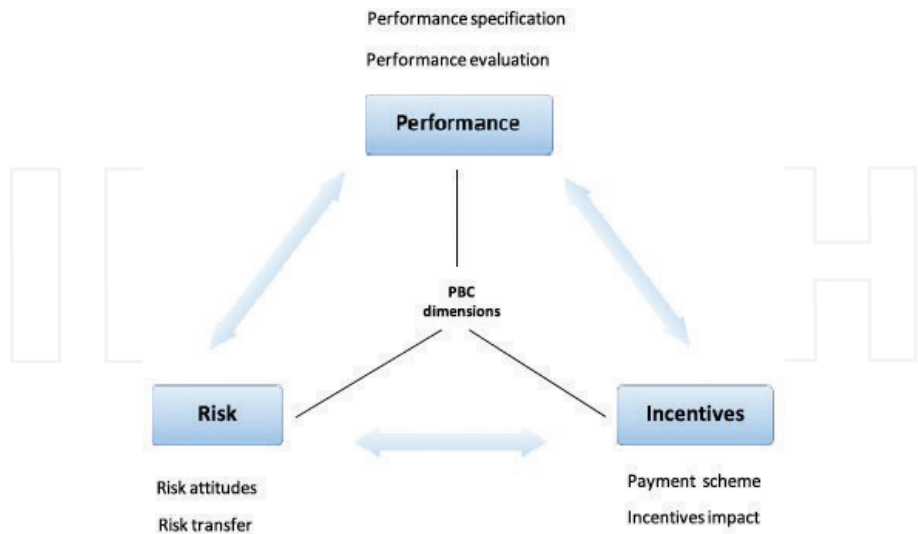 Performance specification
Performance evaluation
Performance
PBC
dimensions
Risk
Incentives
Risk attitudes
Risk transfer
Payment scheme
Incentives impact